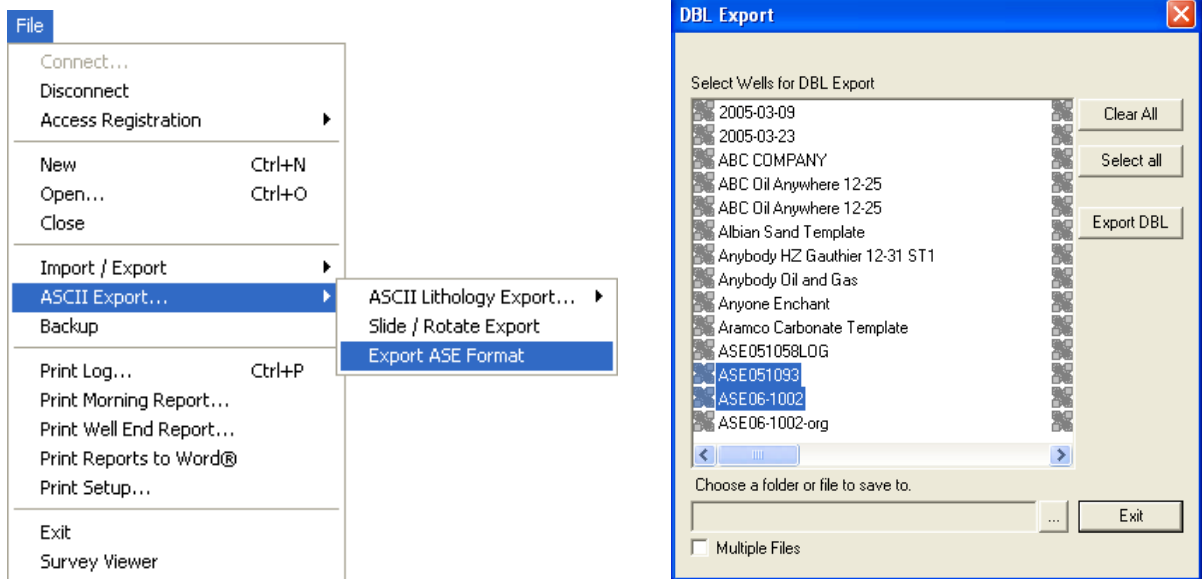 File
Connect...
Disconnect
Access Registration
New Ctrl+N
Open... Ctrl+O
Close
Import / Export
ASCII Export...
Backup
Print Log... Ctrl+P
Print Morning Report...
Print Well End Report...
Print Reports to Word®
Print Setup...
Exit
Survey Viewer
ASCII Lithology Export...
Slide / Rotate Export
Export ASE Format
DBL Export
Select Wells for DBL Export
2005-03-09
2005-03-23
ABC COMPANY
ABC Oil Anywhere 12-25
ABC Oil Anywhere 12-25
Albian Sand Template
Anybody HZ Gauthier 12-31 ST1
Anybody Oil and Gas
Anyone Enchant
Aramco Carbonate Template
ASE051058LOG
ASE051093
ASE06-1002
ASE06-1002-org
Clear All
Select all
Export DBL
Choose a folder or file to save to.
...
Exit
Multiple Files